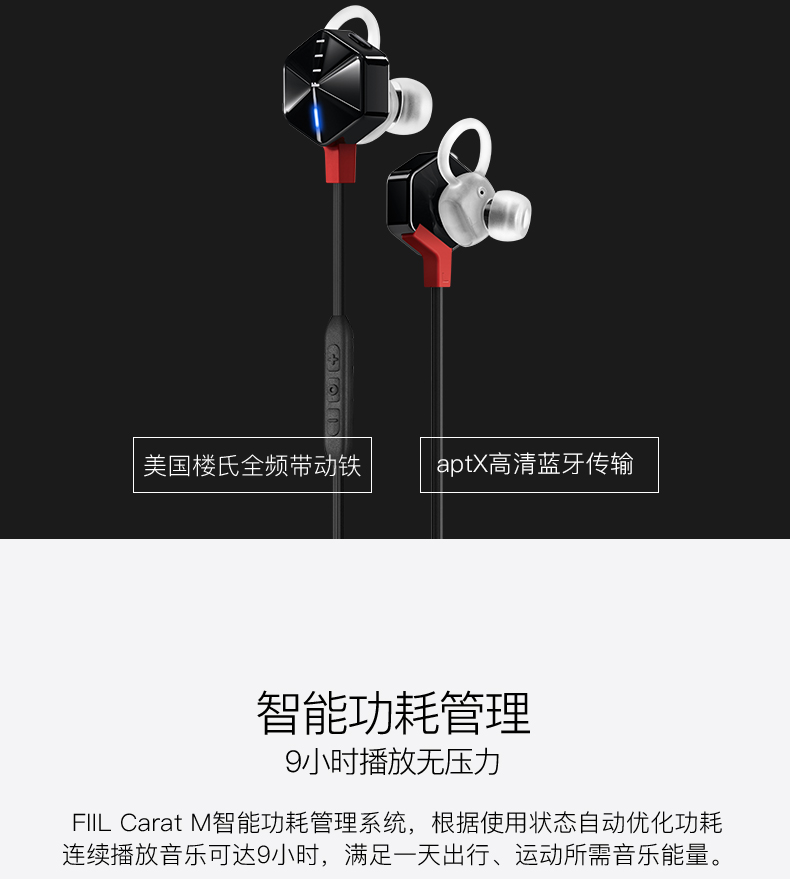 美国楼氏全频带动铁
aptX高清蓝牙传输
智能功耗管理
9小时播放无压力
FIIL Carat M智能功耗管理系统，根据使用状态自动优化功耗
连续播放音乐可达9小时，满足一天出行、运动所需音乐能量。